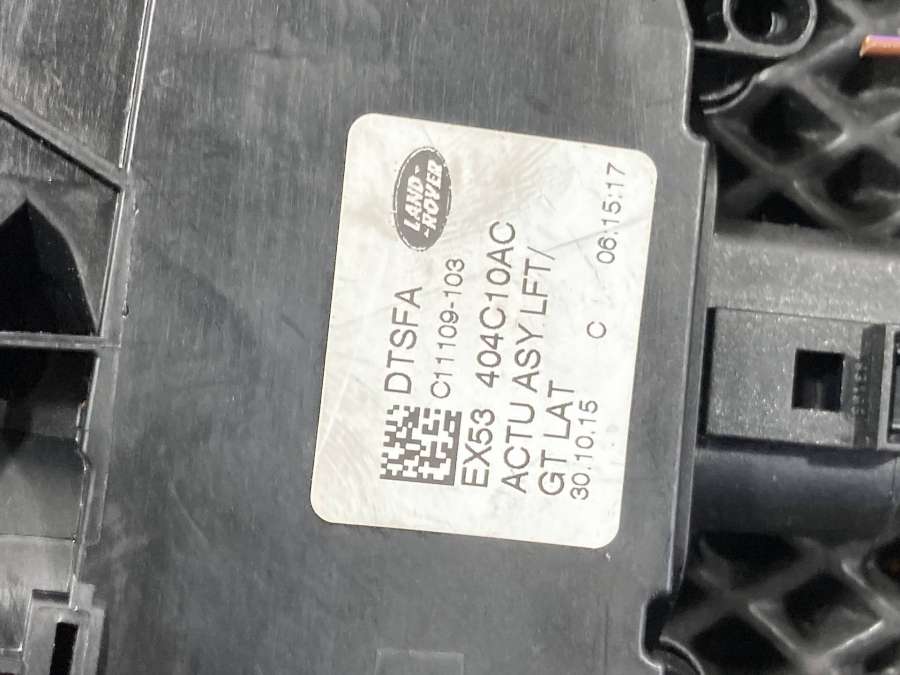 LAND-
-ROVER
DTSFA
C11109-103
EX53 404C10AC
ACTU ASY.LFT/
GT LAT
30.10.15 C 06:15:17